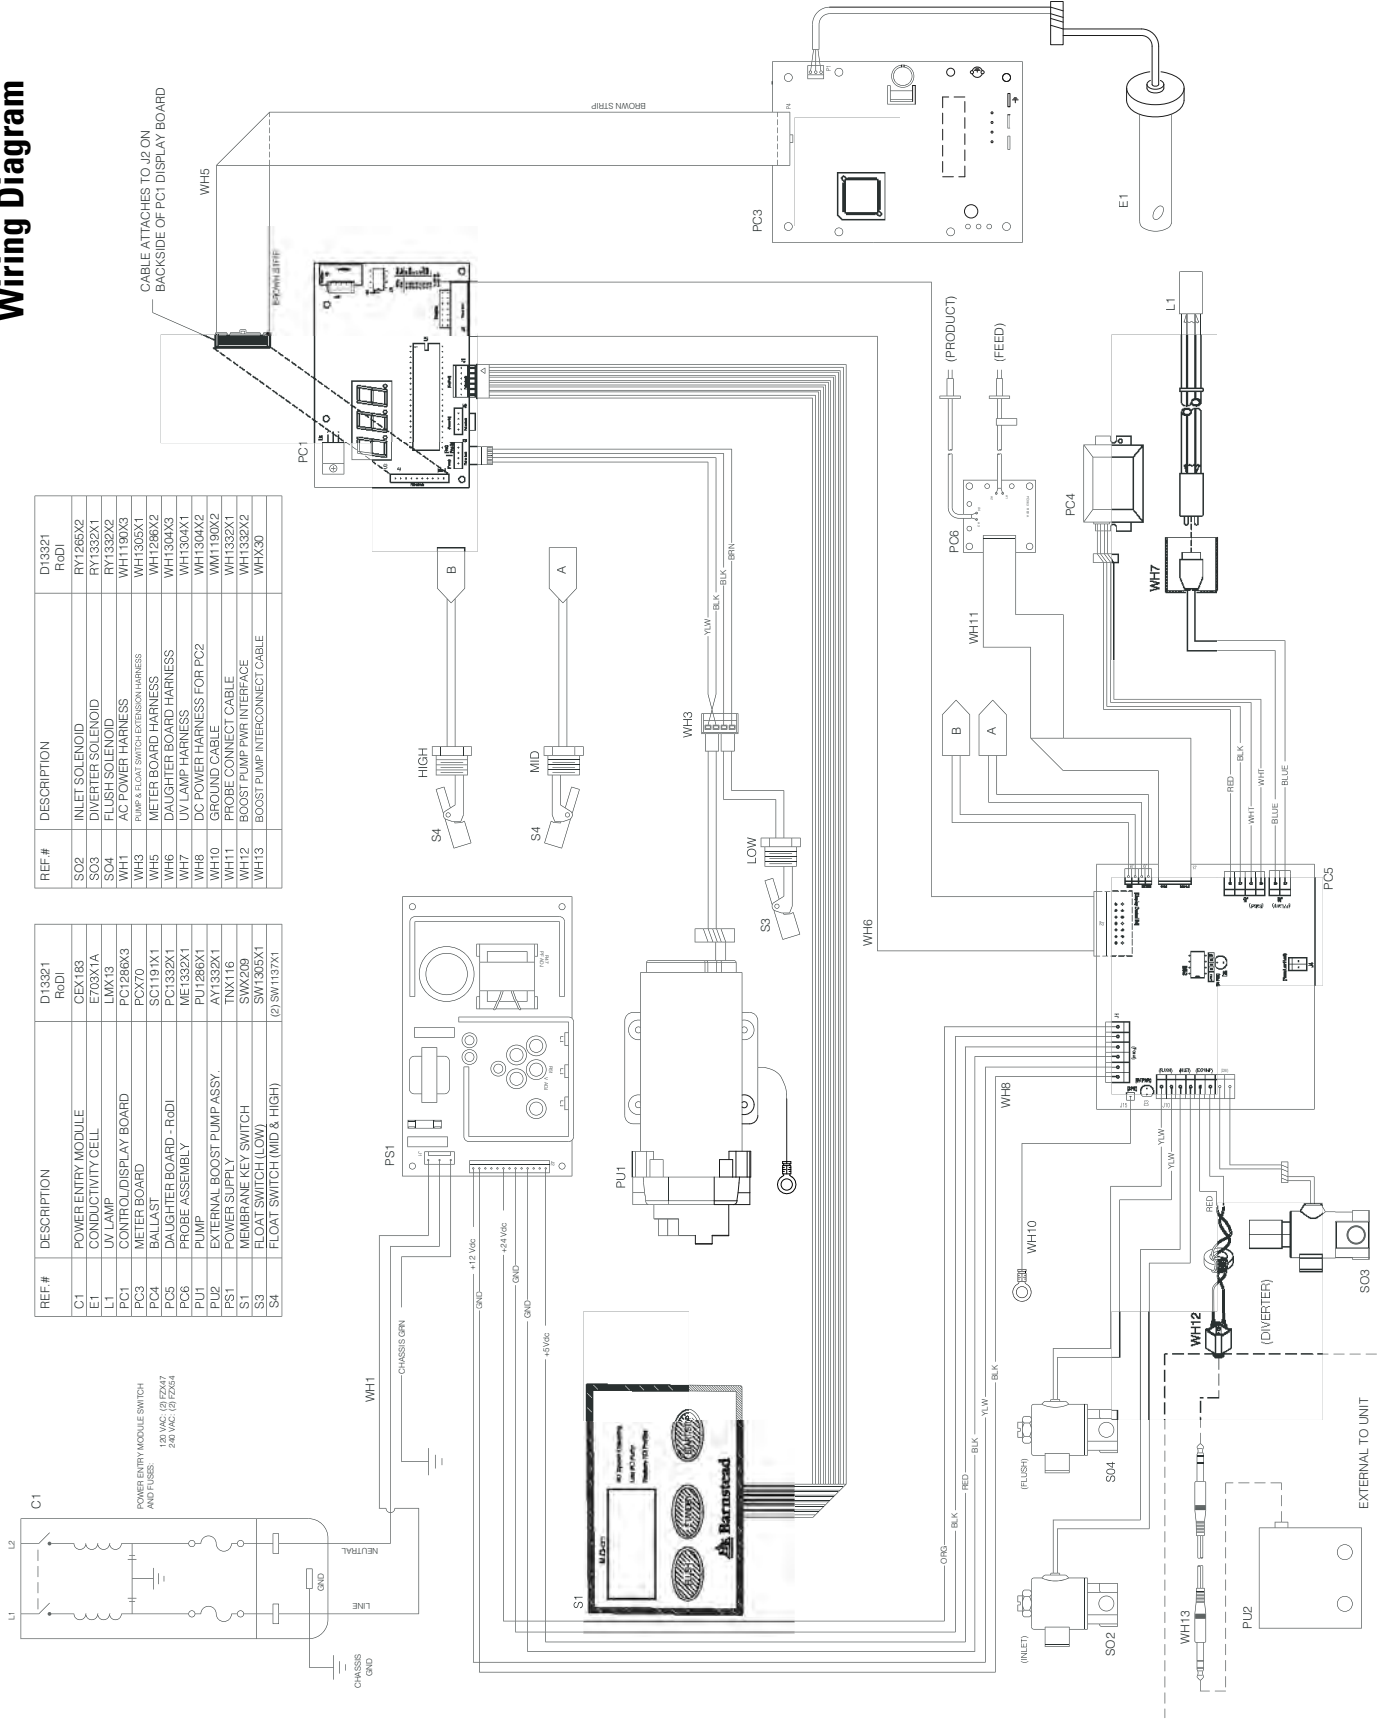 Wiring Diagram
CABLE ATTACHES TO J2 ON
BACKSIDE OF PC1 DISPLAY BOARD
REF.# DESCRIPTION D13321
RoDI
C1 POWER ENTRY MODULE CEX183
E1 CONDUCTIVITY CELL E703X1A
L1 UV LAMP LMX13
PC1 CONTROL/DISPLAY BOARD PC1286X3
PC3 METER BOARD PCX70
PC4 BALLAST SC1191X1
PC5 DAUGHTER BOARD - RoDI PC1332X1
PC6 PROBE ASSEMBLY ME1332X1
PU1 PUMP PU1286X1
PU2 EXTERNAL BOOST PUMP ASSY. AY1332X1
PS1 POWER SUPPLY TNX116
S1 MEMBRANE KEY SWITCH SWX209
S3 FLOAT SWITCH (LOW) SW1305X1
S4 FLOAT SWITCH (MID & HIGH) (2) SW1137X1
REF.# DESCRIPTION D13321
RoDI
SO2 INLET SOLENOID RY1265X2
SO3 DIVERTER SOLENOID RY1332X1
SO4 FLUSH SOLENOID RY1332X2
WH1 AC POWER HARNESS WH1190X3
WH3 PUMP & FLOAT SWITCH EXTENSION HARNESS WH1305X1
WH5 METER BOARD HARNESS WH1286X2
WH6 DAUGHTER BOARD HARNESS WH1304X3
WH7 UV LAMP HARNESS WH1304X1
WH8 DC POWER HARNESS FOR PC2 WH1304X2
WH10 GROUND CABLE WM1190X2
WH11 PROBE CONNECT CABLE WH1332X1
WH12 BOOST PUMP PWR INTERFACE WH1332X2
WH13 BOOST PUMP INTERCONNECT CABLE WHX30
C1
L2
L1
POWER ENTRY MODULE SWITCH
AND FUSES:
120 VAC: (2) FZX47
240 VAC: (2) FZX54
NEUTRAL
LINE
GND
CHASSIS
GND
WH1
CHASSIS GRN
PS1
+12 Vdc
GND
+24Vdc
GND
GND
+5Vdc
S1
Barnstead
PU1
WH5
BROWN STRIP
BROWN STRIP
PC1
PC3
P4
P1
E1
HIGH
S4
B
MID
S4
A
WH3
YLW
BLK
BLK
BRN
LOW
S3
WH6
B
A
WH11
PC6
(PRODUCT)
(FEED)
PC4
L1
WH7
RED
BLK
WHT
WHT
BLUE
BLUE
PC5
WH8
J15
J10
YLW
YLW
RED
WH10
WH12
(DIVERTER)
SO3
ORG
BLK
RED
BLK
YLW
BLK
(FLUSH)
S04
(INLET)
SO2
WH13
PU2
EXTERNAL TO UNIT